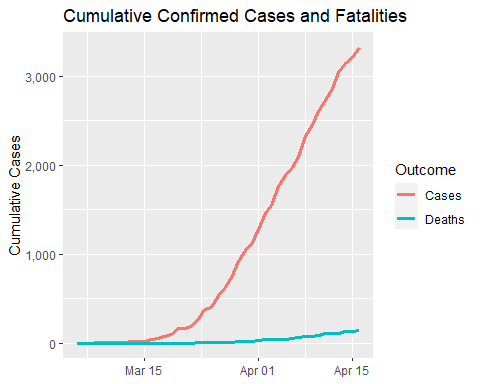 Cumulative Confirmed Cases and Fatalities
3,000
2,000
1,000
0
Cumulative Cases
Mar 15
Apr 01
Apr 15
Outcome
Cases
Deaths